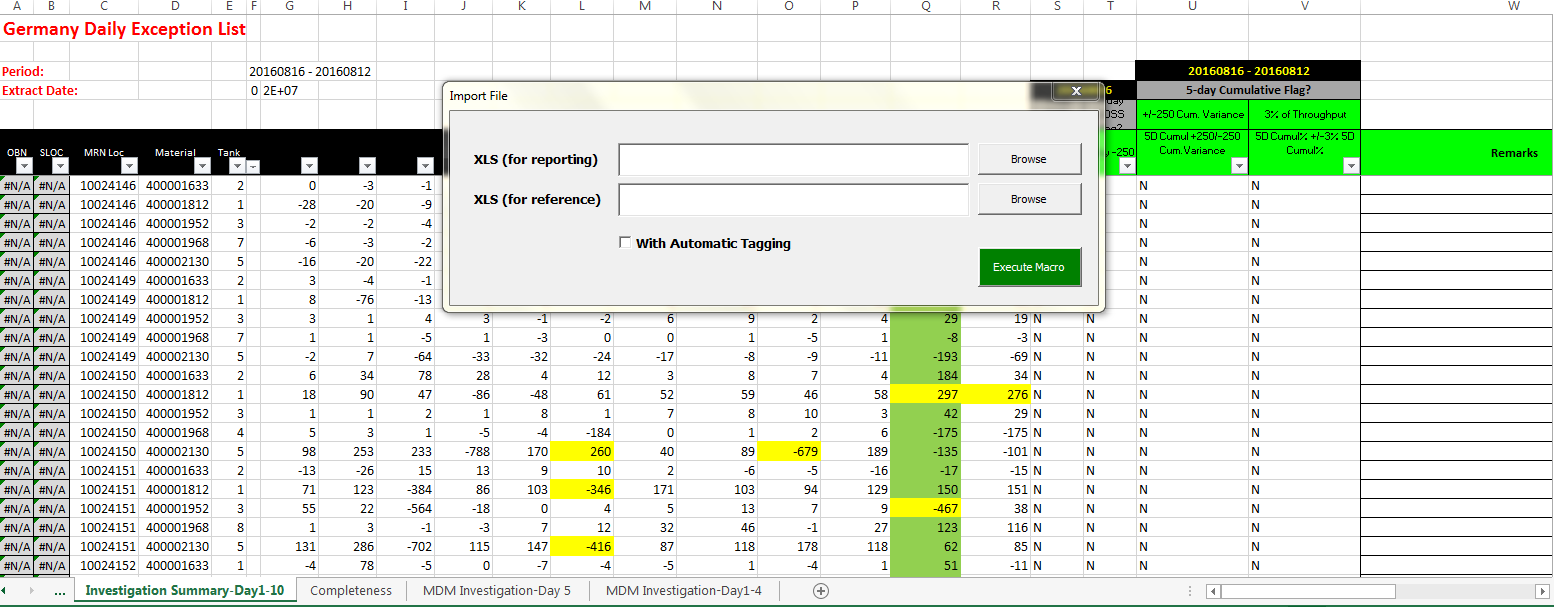 A B C D E F G H I J K L M N O P Q R S T U V W
Germany Daily Exception List
Period: 20160816 - 20160812 20160816 - 20160812
Extract Date: 0 2E+07 6 5-day Cumulative Flag?
+/-250 Cum. Variance 3% of Throughput
OBN SLOC MRN Loc Material Tank -250 5D Cumul +250/-250 Cum.Variance 5D Cumul% +/-3% 5D Cumul% Remarks
Import File X
XLS (for reporting) Browse
XLS (for reference) Browse
With Automatic Tagging
Execute Macro
#N/A #N/A 10024146 400001633 2 0 -3 -1 N N
#N/A #N/A 10024146 400001812 1 -28 -20 -9 N N
#N/A #N/A 10024146 400001952 3 -2 -2 -4 N N
#N/A #N/A 10024146 400001968 7 -6 -3 -2 N N
#N/A #N/A 10024146 400002130 5 -16 -20 -22 N N
#N/A #N/A 10024149 400001633 2 3 -4 -1 N N
#N/A #N/A 10024149 400001812 1 8 -76 -13 N N
#N/A #N/A 10024149 400001952 3 3 1 4 3 -1 -2 6 9 2 4 29 19 N N N N
#N/A #N/A 10024149 400001968 7 1 1 -5 1 -3 0 0 1 -5 1 -8 -3 N N N N
#N/A #N/A 10024149 400002130 5 -2 7 -64 -33 -32 -24 -17 -8 -9 -11 -193 -69 N N N N
#N/A #N/A 10024150 400001633 2 6 34 78 28 4 12 3 8 7 4 184 34 N N N N
#N/A #N/A 10024150 400001812 1 18 90 47 -86 -48 61 52 59 46 58 297 276 N N N N
#N/A #N/A 10024150 400001952 3 1 1 2 1 8 1 7 8 10 3 42 29 N N N N
#N/A #N/A 10024150 400001968 4 5 3 1 -5 -4 -184 0 1 2 6 -175 -175 N N N N
#N/A #N/A 10024150 400002130 5 98 253 233 -788 170 260 40 89 -679 189 -135 -101 N N N N
#N/A #N/A 10024151 400001633 2 -13 -26 15 13 9 10 2 -6 -5 -16 -17 -15 N N N N
#N/A #N/A 10024151 400001812 1 71 123 -384 86 103 -346 171 103 94 129 150 151 N N N N
#N/A #N/A 10024151 400001952 3 55 22 -564 -18 0 4 5 13 7 9 -467 38 N N N N
#N/A #N/A 10024151 400001968 8 1 3 -1 -3 7 12 32 46 -1 27 123 116 N N N N
#N/A #N/A 10024151 400002130 5 131 286 -702 115 147 -416 87 118 178 118 62 85 N N N N
#N/A #N/A 10024152 400001633 1 -4 78 -5 0 -7 -4 -5 1 -4 1 51 -11 N N N N
... Investigation Summary-Day1-10 Completeness MDM Investigation-Day 5 MDM Investigation-Day1-4